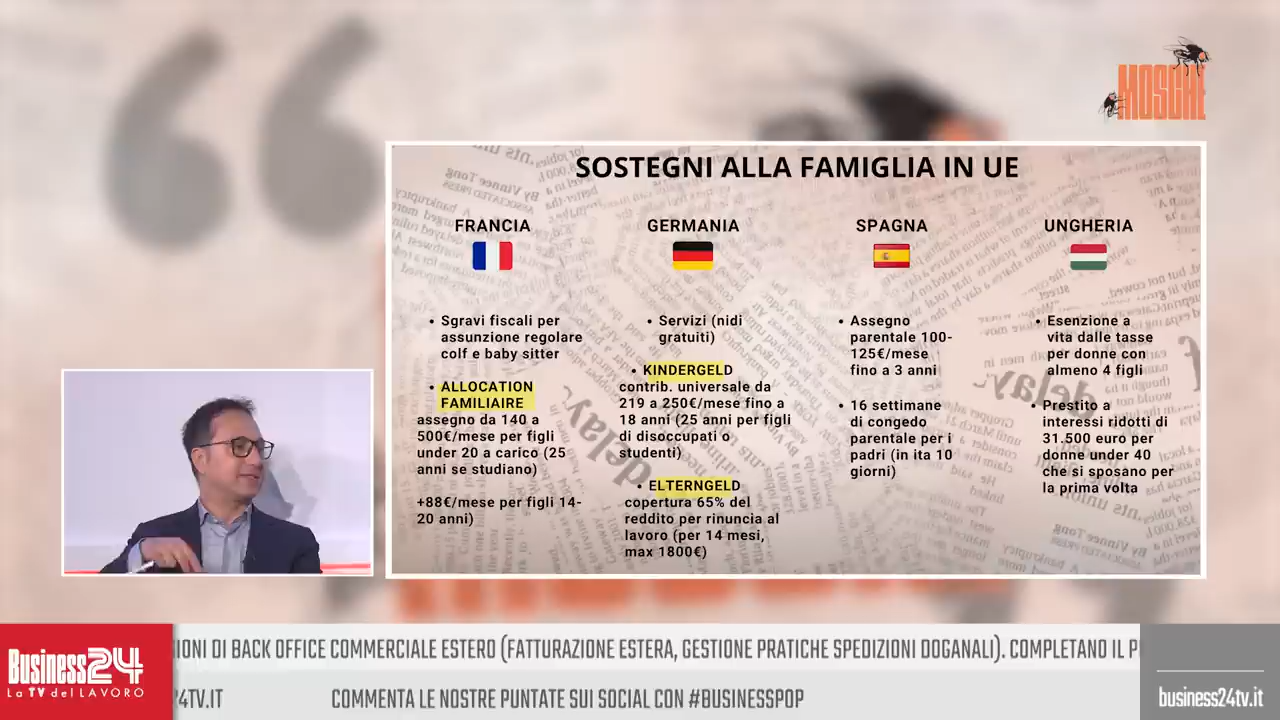 MOSCHE
SOSTEGNI ALLA FAMIGLIA IN UE
FRANCIA
• Sgravi fiscali per
assunzione regolare
colf e baby sitter
• ALLOCATION
FAMILIAIRE
assegno da 140 a
500€/mese per figli
under 20 a carico (25
anni se studiano)
+88€/mese per figli 14-
20 anni)
GERMANIA
• Servizi (nidi
gratuiti)
• KINDERGELD
contrib. universale da
219 a 250€/mese fino a
18 anni (25 anni per figli
di disoccupati o
studenti)
• ELTERNGELD
copertura 65% del
reddito per rinuncia al
lavoro (per 14 mesi,
max 1800€)
SPAGNA
• Assegno
parentale 100-
125€/mese
fino a 3 anni
• 16 settimane
di congedo
parentale per i
padri (in ita 10
giorni)
UNGHERIA
• Esenzione a
vita dalle tasse
per donne con
almeno 4 figli
• Prestito a
interessi ridotti di
31.500 euro per
donne under 40
che si sposano per
la prima volta
Business24
La TV del LAVORO
IONI DI BACK OFFICE COMMERCIALE ESTERO (FATTURAZIONE ESTERA, GESTIONE PRATICHE SPEDIZIONI DOGANALI). COMPLETANO IL P
24TV.IT COMMENTA LE NOSTRE PUNTATE SUI SOCIAL CON #BUSINESSPOP
business24tv.it